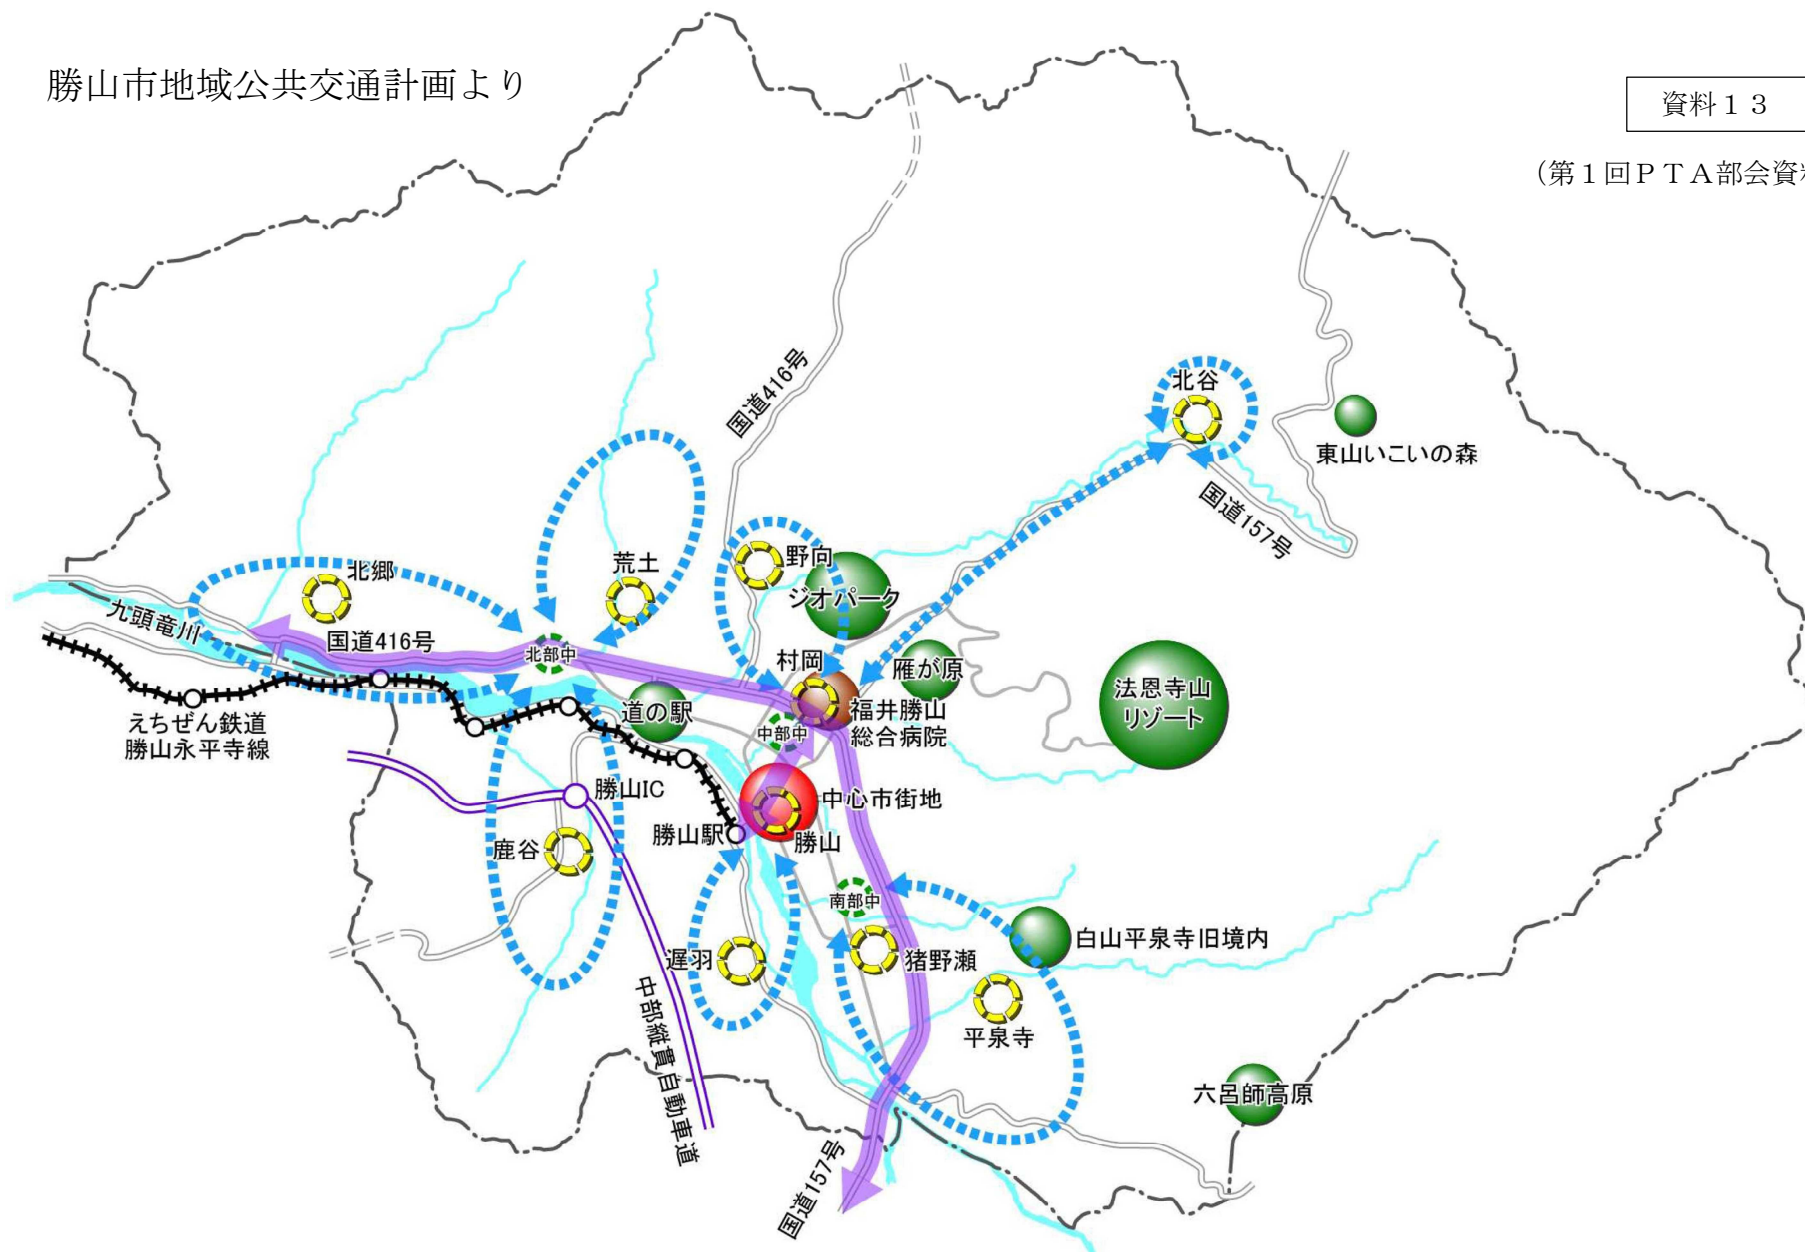 勝山市地域公共交通計画より
資料１３
（第１回ＰＴＡ部会資料
国道416号
北谷
東山いこいの森
国道157号
野向
荒土
北郷
ジオパーク
九頭竜川
国道416号
北部中
村岡
雁が原
法恩寺山
リゾート
えちぜん鉄道
勝山永平寺線
道の駅
中部中
福井勝山
総合病院
勝山IC
中心市街地
勝山駅
勝山
鹿谷
南部中
遅羽
猪野瀬
白山平泉寺旧境内
平泉寺
中部縦貫自動車道
六呂師高原
国道157号